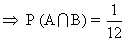 ⇒ P (A∩B) = 1/12